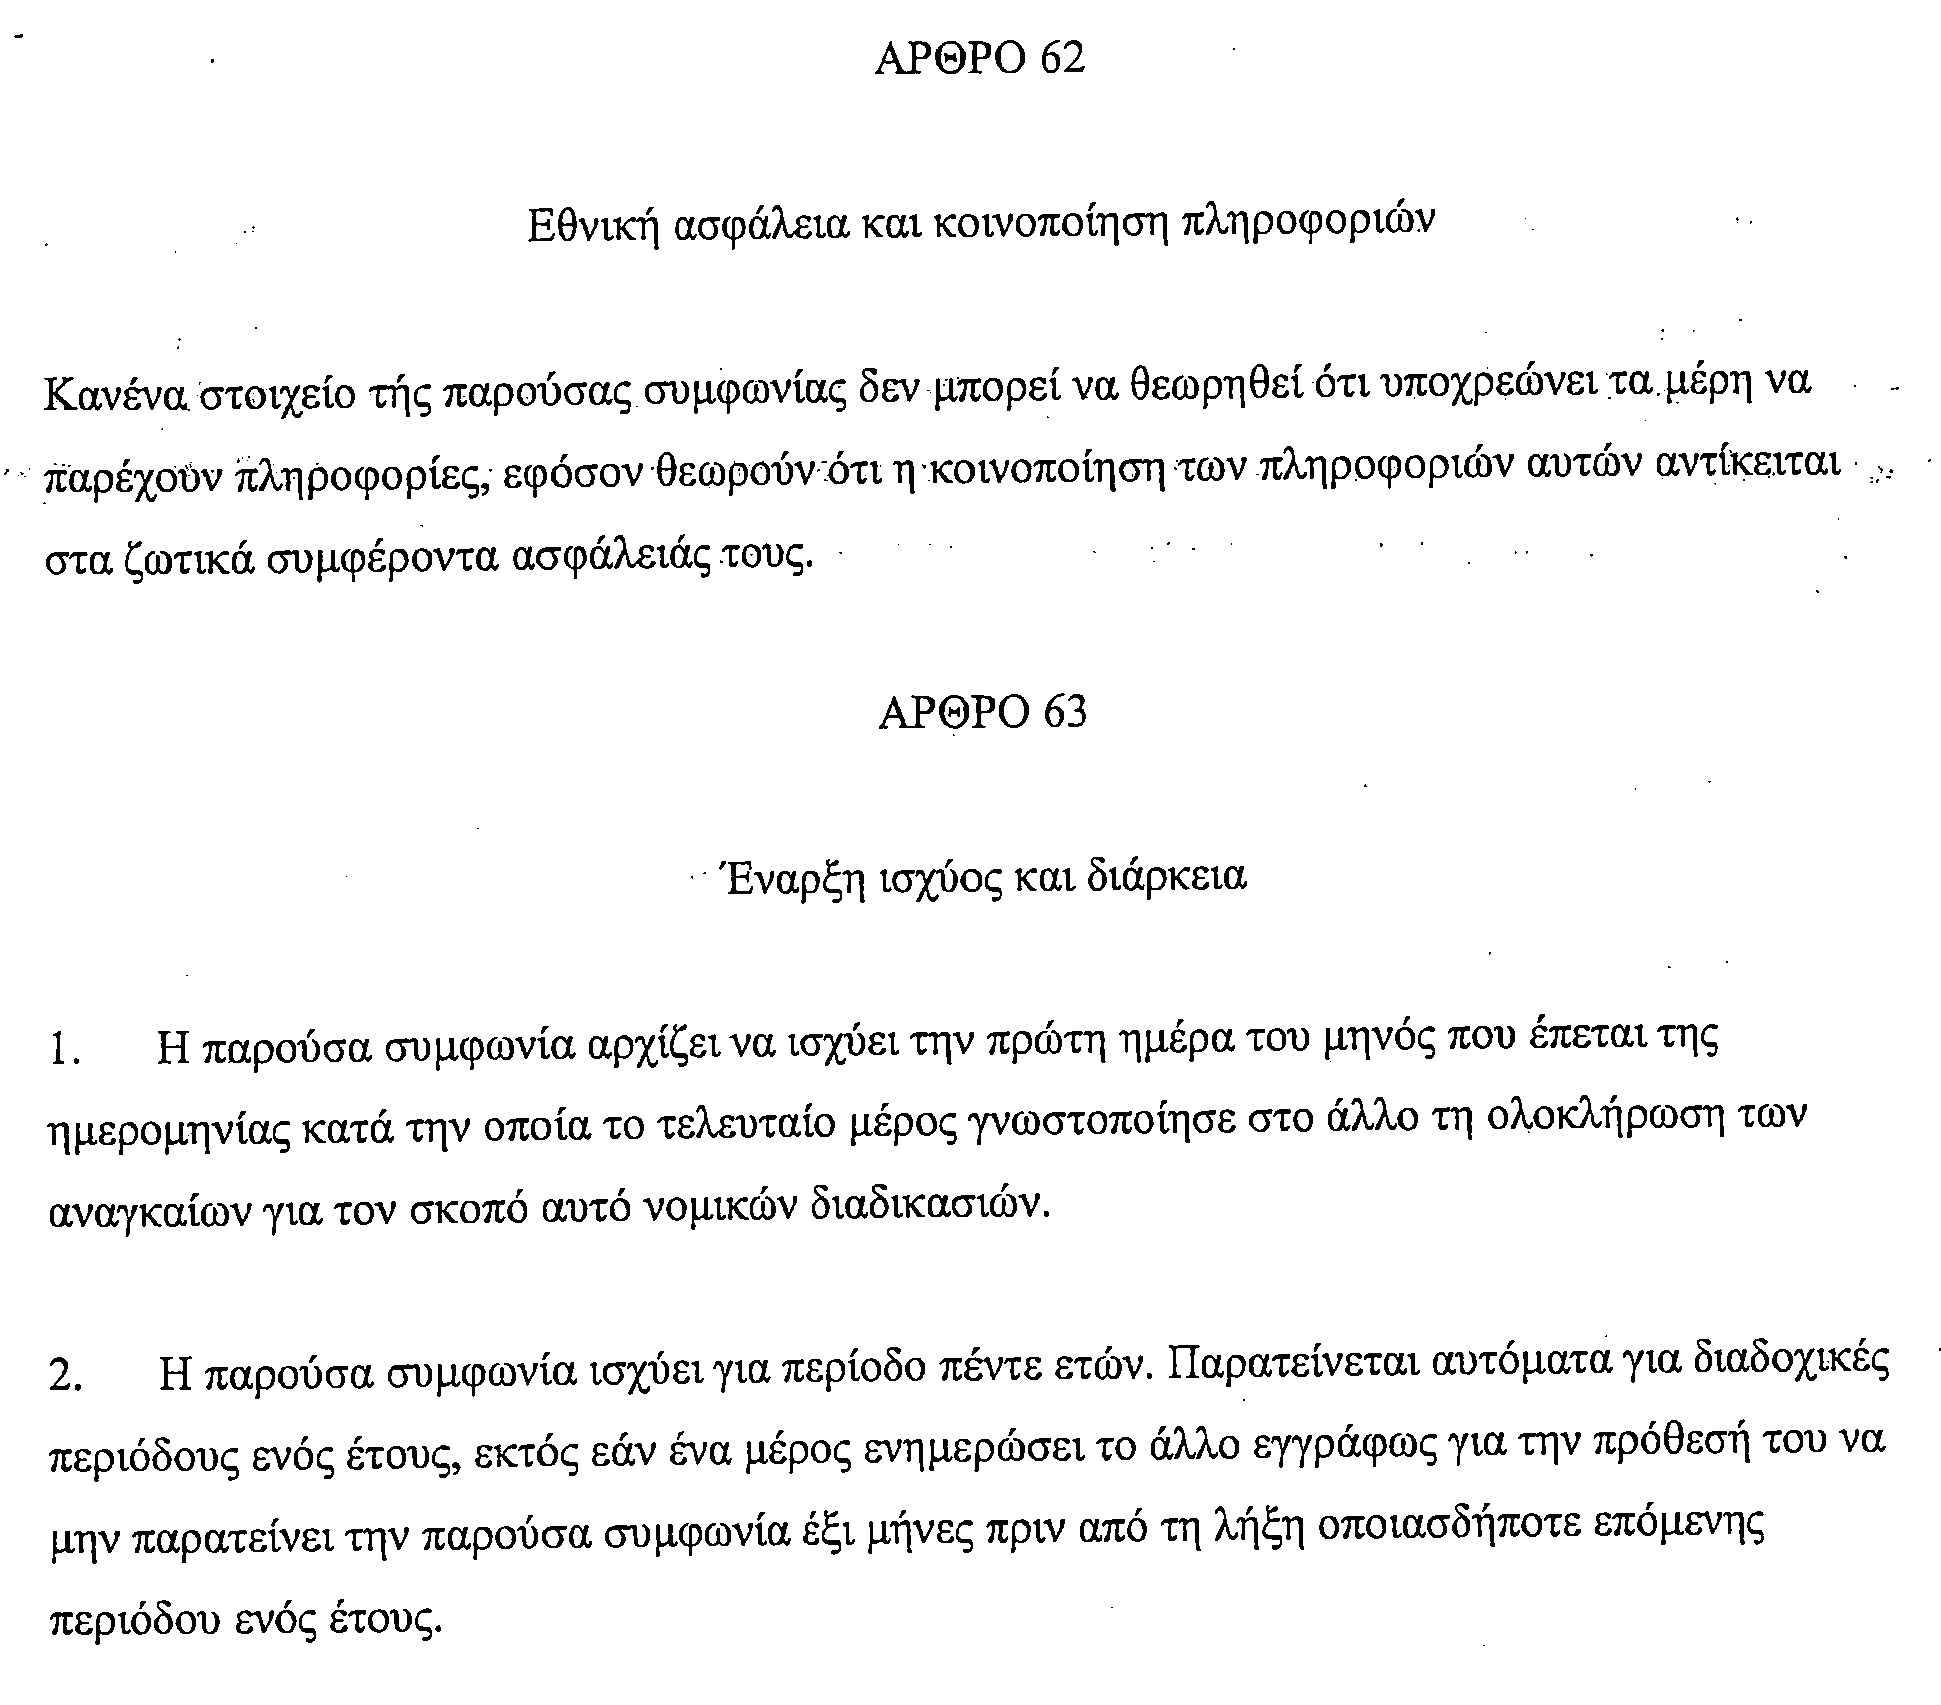 ΑΡΘΡΟ 62
Εθνική ασφάλεια και κοινοποίηση πληροφοριών
Κανένα στοιχείο τής παρούσας συμφωνίας δεν μπορεί να θεωρηθεί ότι υποχρεώνει τα μέρη να
παρέχουν πληροφορίες, εφόσον θεωρούν ότι η κοινοποίηση των πληροφοριών αυτών αντίκειται
στα ζωτικά συμφέροντα ασφάλειάς τους.
ΑΡΘΡΟ 63
Έναρξη ισχύος και διάρκεια
1. Η παρούσα συμφωνία αρχίζει να ισχύει την πρώτη ημέρα του μηνός που έπεται της
ημερομηνίας κατά την οποία το τελευταίο μέρος γνωστοποίησε στο άλλο τη ολοκλήρωση των
αναγκαίων για τον σκοπό αυτό νομικών διαδικασιών.
2. Η παρούσα συμφωνία ισχύει για περίοδο πέντε ετών. Παρατείνεται αυτόματα για διαδοχικές
περιόδους ενός έτους, εκτός εάν ένα μέρος ενημερώσει το άλλο εγγράφως για την πρόθεσή του να
μην παρατείνει την παρούσα συμφωνία έξι μήνες πριν από τη λήξη οποιασδήποτε επόμενης
περιόδου ενός έτους.